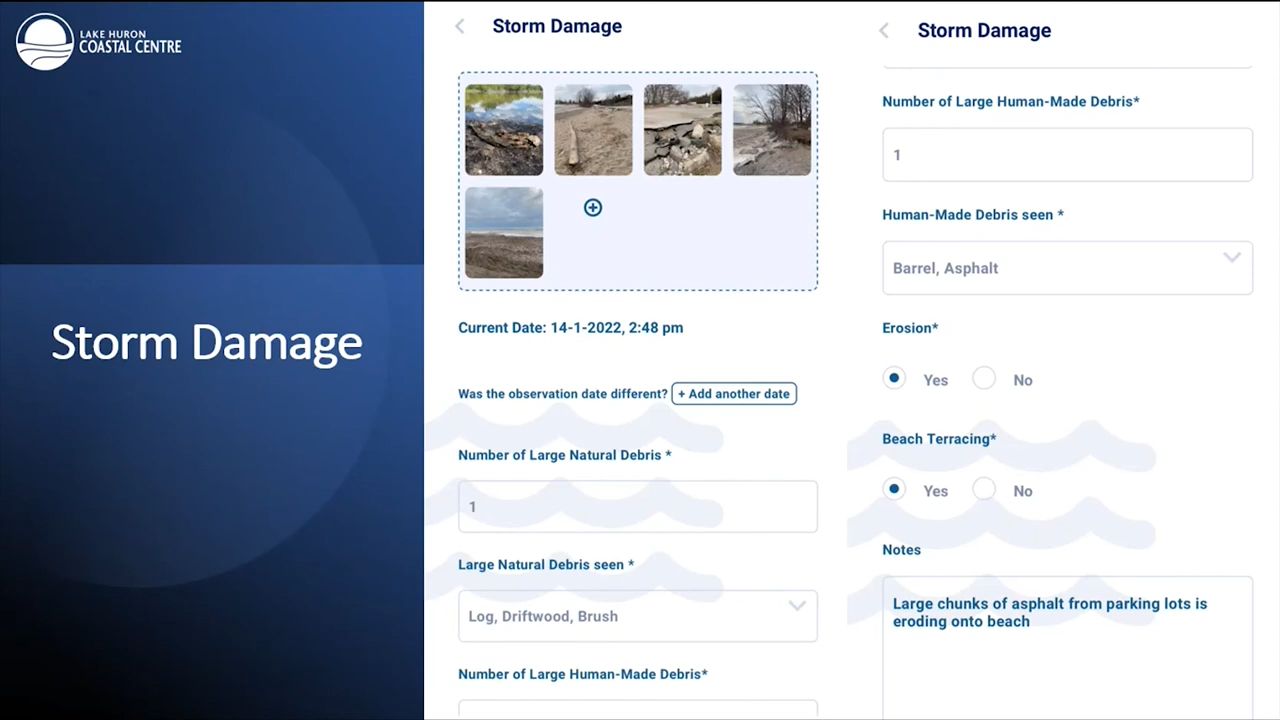 LAKE HURON
COASTAL CENTRE
Storm Damage
Storm Damage
Current Date: 14-1-2022, 2:48 pm
Was the observation date different? + Add another date
Number of Large Natural Debris *
1
Large Natural Debris seen *
Log, Driftwood, Brush
Number of Large Human-Made Debris*
Storm Damage
Number of Large Human-Made Debris*
1
Human-Made Debris seen *
Barrel, Asphalt
Erosion*
Yes No
Beach Terracing*
Yes No
Notes
Large chunks of asphalt from parking lots is
eroding onto beach